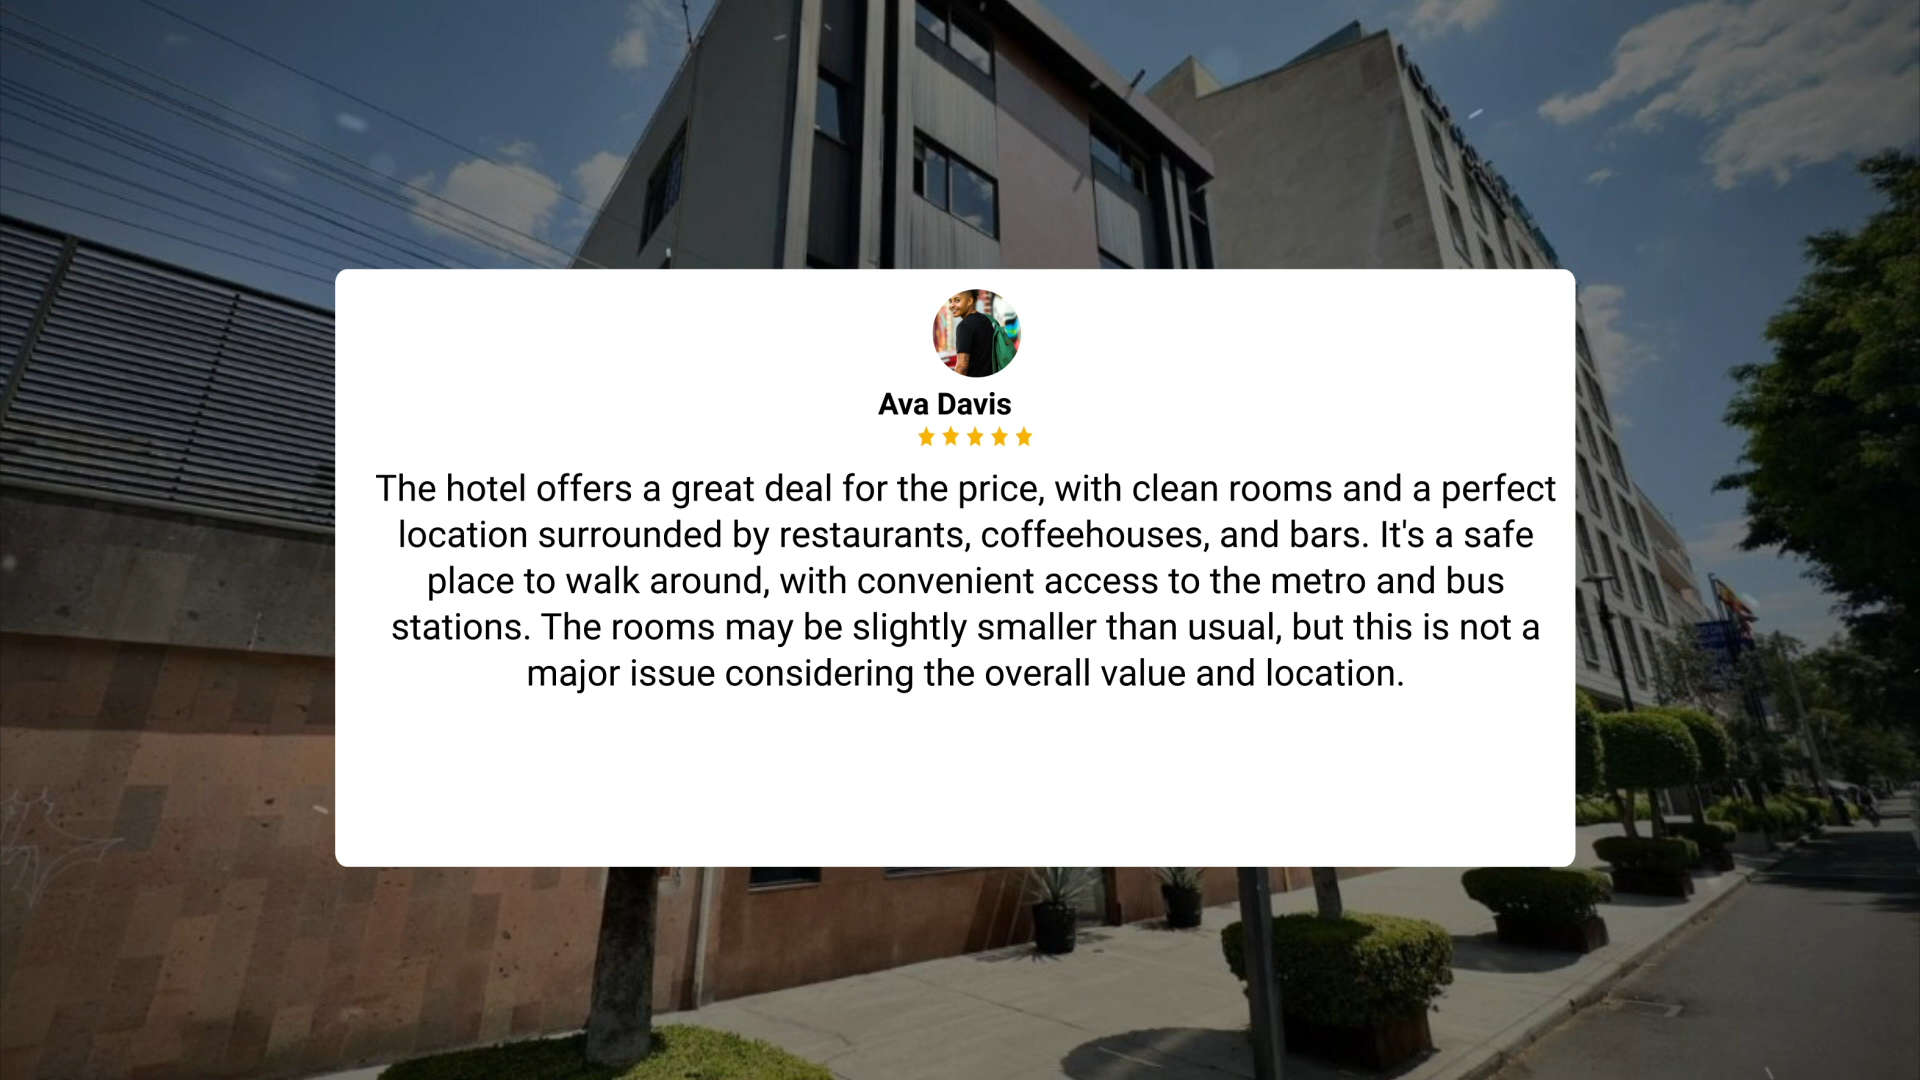 Ava Davis
The hotel offers a great deal for the price, with clean rooms and a perfect
location surrounded by restaurants, coffeehouses, and bars. It's a safe
place to walk around, with convenient access to the metro and bus
stations. The rooms may be slightly smaller than usual, but this is not a
major issue considering the overall value and location.